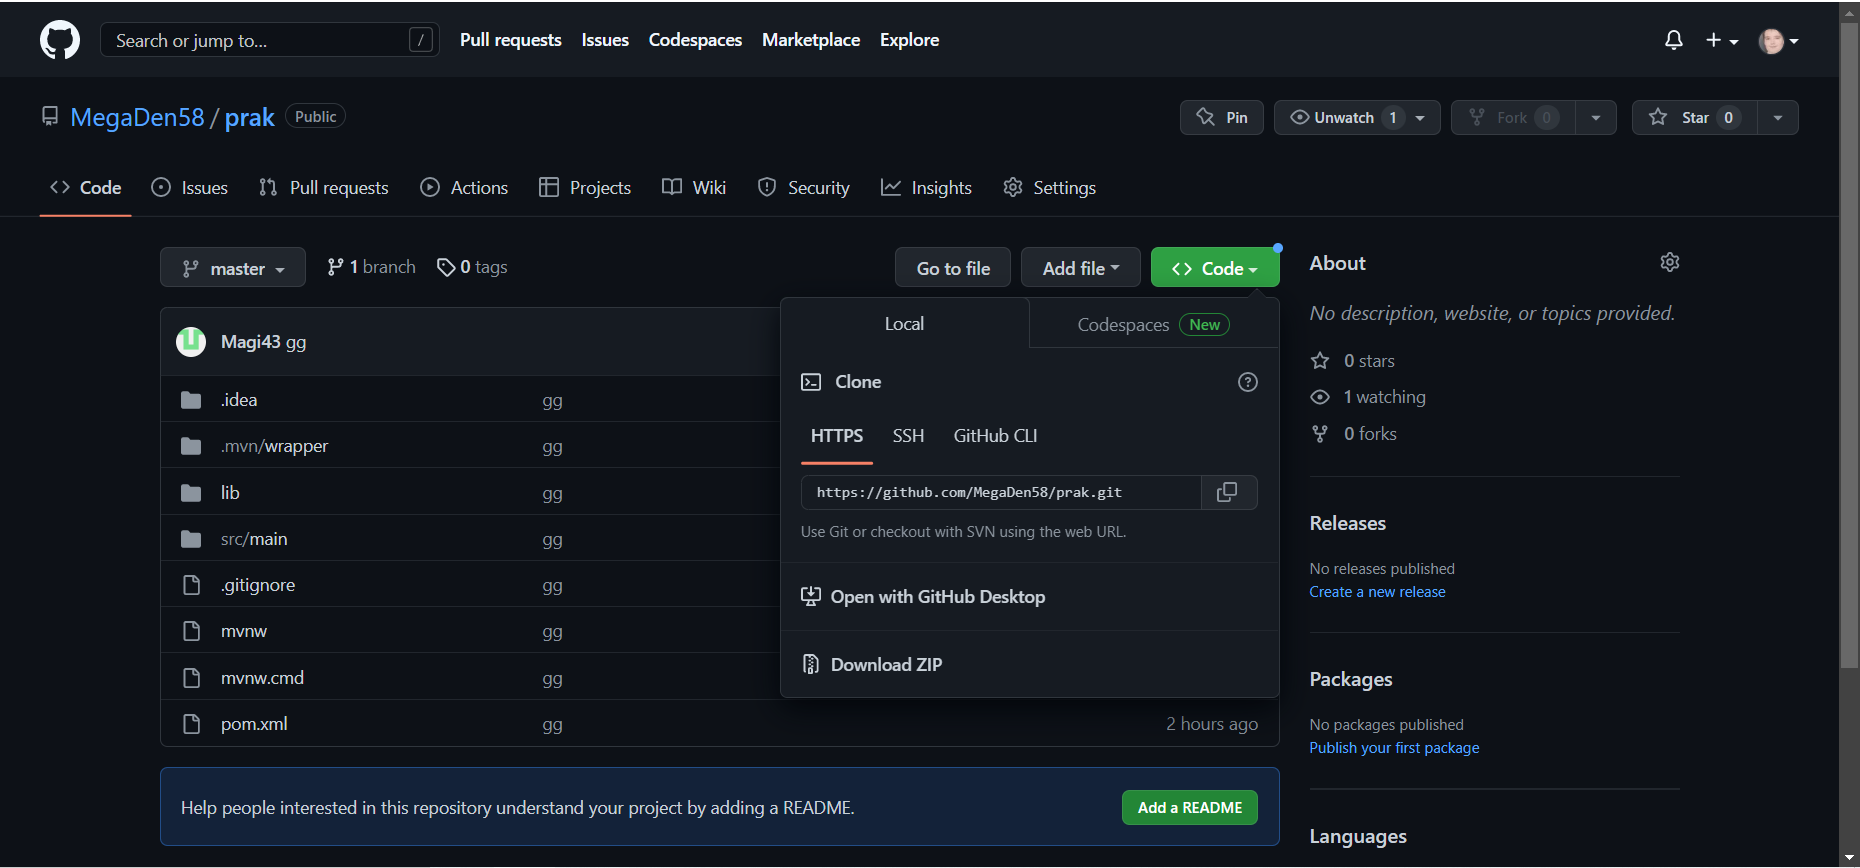 Search or jump to... /
Pull requests Issues Codespaces Marketplace Explore
MegaDen58 / prak Public
Pin Unwatch 1 Fork 0 Star 0
Code Issues Pull requests Actions Projects Wiki Security Insights Settings
master 1 branch 0 tags
Go to file Add file Code
Magi43 gg
.idea gg
.mvn/wrapper gg
lib gg
src/main gg
.gitignore gg
mvnw gg
mvnw.cmd gg
pom.xml gg 2 hours ago
Local Codespaces New
Clone
HTTPS SSH GitHub CLI
https://github.com/MegaDen58/prak.git
Use Git or checkout with SVN using the web URL.
Open with GitHub Desktop
Download ZIP
Help people interested in this repository understand your project by adding a README.
Add a README
About
No description, website, or topics provided.
0 stars
1 watching
0 forks
Releases
No releases published
Create a new release
Packages
No packages published
Publish your first package
Languages